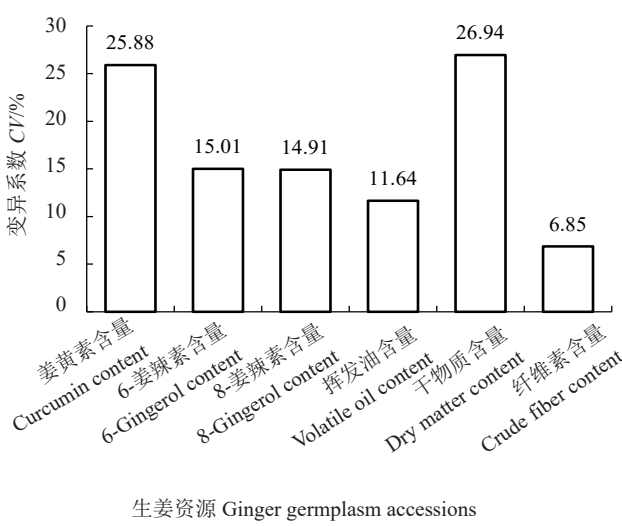 30
25
20
15
10
5
0
变异系数 CV/%
25.88
15.01
14.91
11.64
26.94
6.85
姜黄素含量
Curcumin content
6-姜辣素含量
6-Gingerol content
8-姜辣素含量
8-Gingerol content
挥发油含量
Volatile oil content
干物质含量
Dry matter content
纤维素含量
Crude fiber content
生姜资源 Ginger germplasm accessions